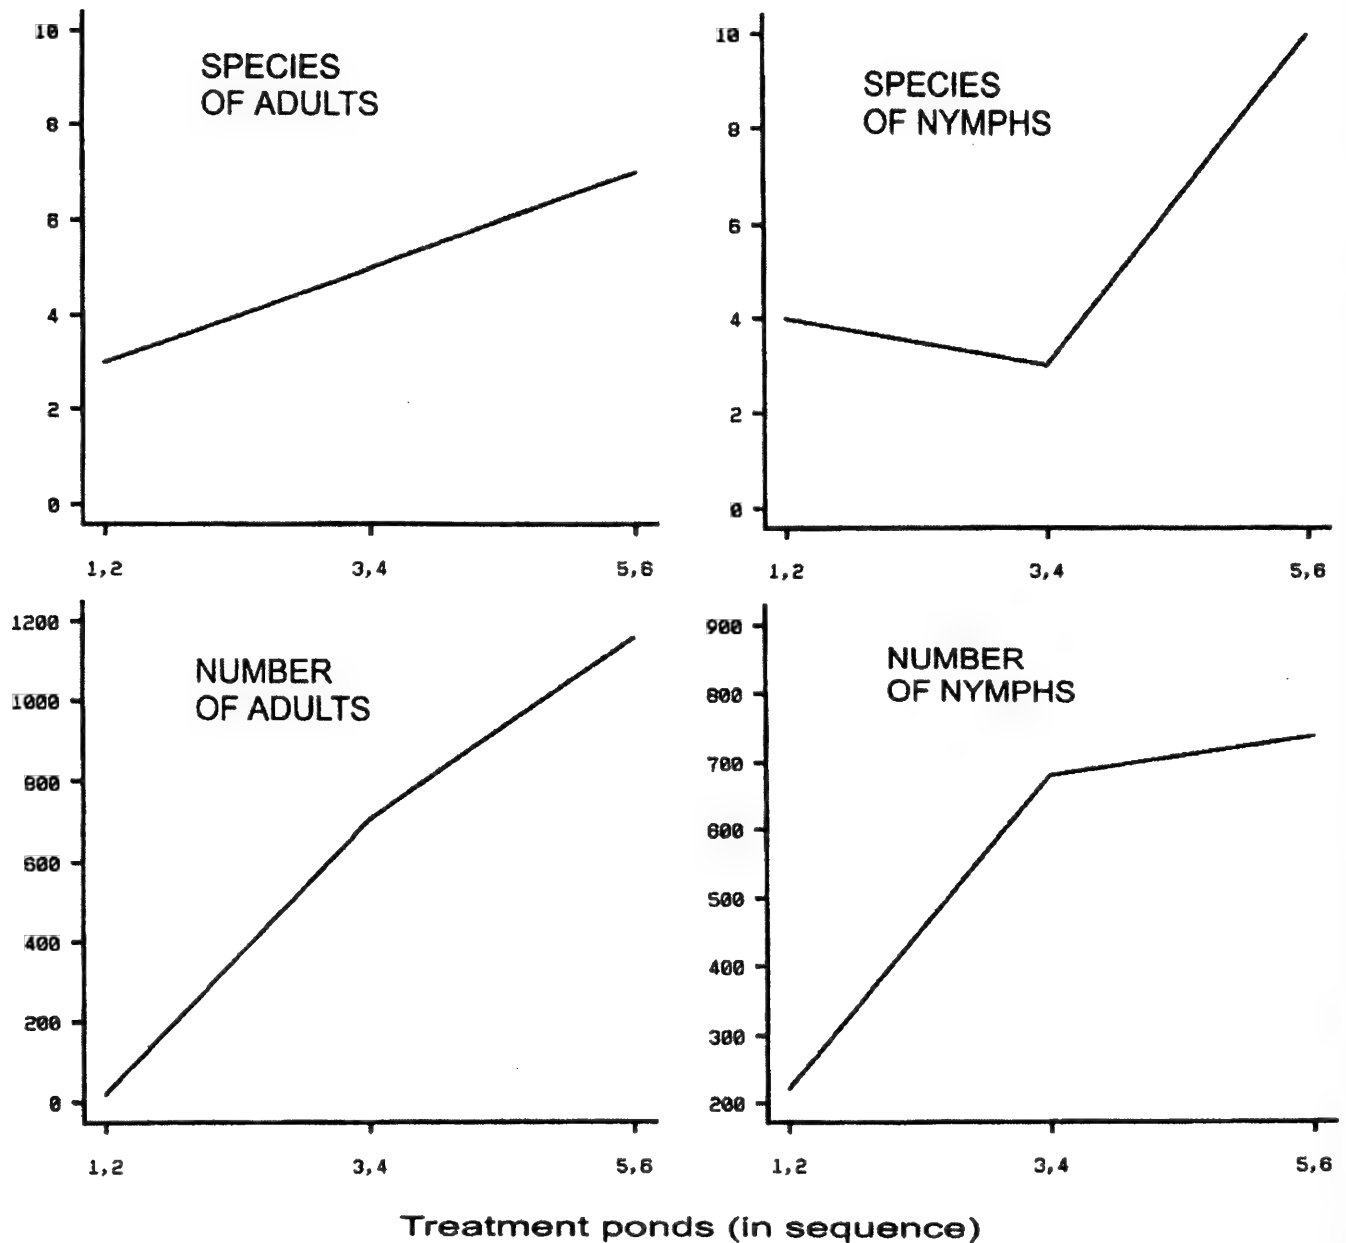 SPECIES
OF ADULTS
10
8
6
4
2
0
1,2 3,4 5,6
SPECIES
OF NYMPHS
10
8
6
4
2
0
1,2 3,4 5,6
NUMBER
OF ADULTS
1200
1000
800
600
400
200
0
1,2 3,4 5,6
NUMBER
OF NYMPHS
900
800
700
600
500
400
300
200
1,2 3,4 5,6
Treatment ponds (in sequence)